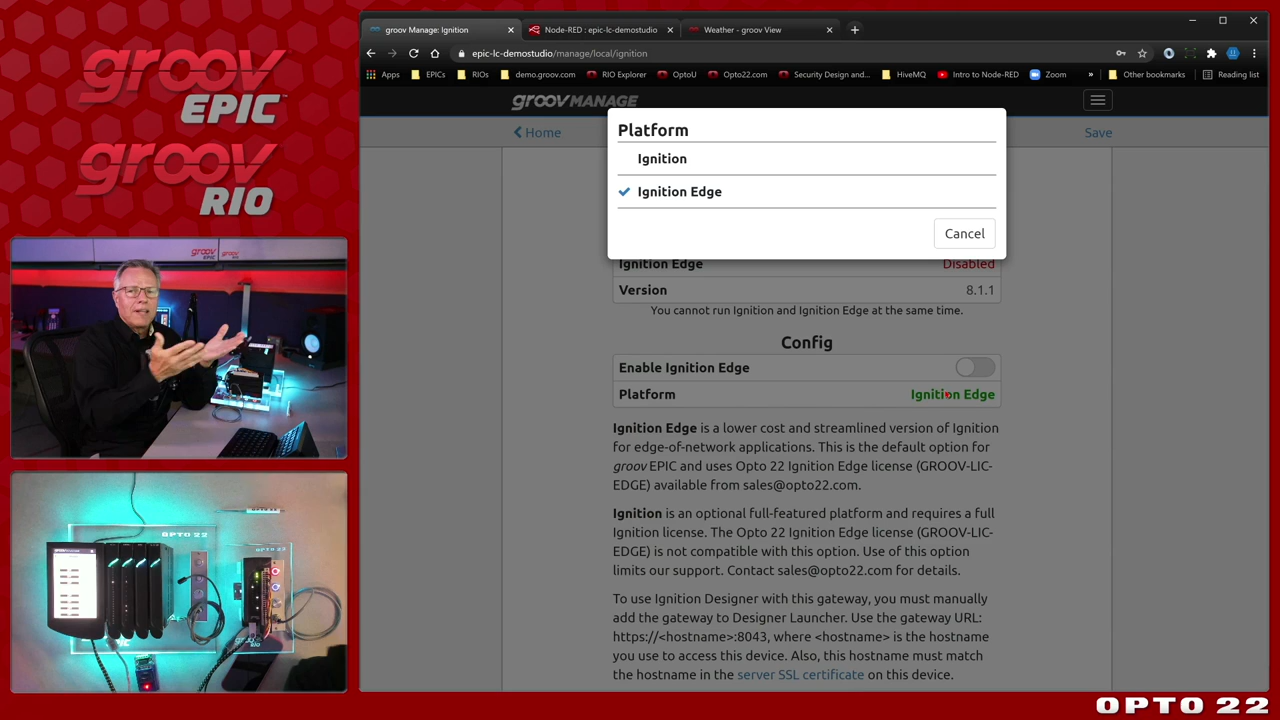 groov
EPIC™
groov
RIO
groov Manage: Ignition
Node-RED : epic-lc-demostudio
Weather - groov View
epic-lc-demostudio/manage/local/ignition
Apps
EPICs
RIOs
demo.groov.com
RIO Explorer
OptoU
Opto22.com
Security Design and...
HiveMQ
Intro to Node-RED
Zoom
»
Other bookmarks
Reading list
groov MANAGE
Home
Save
Platform
Ignition
Ignition Edge
Cancel
Ignition Edge Disabled
Version 8.1.1
You cannot run Ignition and Ignition Edge at the same time.
Config
Enable Ignition Edge
Platform Ignition Edge
Ignition Edge is a lower cost and streamlined version of Ignition
for edge-of-network applications. This is the default option for
groov EPIC and uses Opto 22 Ignition Edge license (GROOV-LIC-
EDGE) available from sales@opto22.com.
Ignition is an optional full-featured platform and requires a full
Ignition license. The Opto 22 Ignition Edge license (GROOV-LIC-
EDGE) is not compatible with this option. Use of this option
limits our support. Contact sales@opto22.com for details.
To use Ignition Designer with this gateway, you must manually
add the gateway to Designer Launcher. Use the gateway URL:
https://<hostname>:8043, where <hostname> is the hostname
you use to access this device. Also, this hostname must match
the hostname in the server SSL certificate on this device.
groov
EPIC
groov
OPTO 22
OPTO 22
EPIC
groov
RIO
OPTO 22